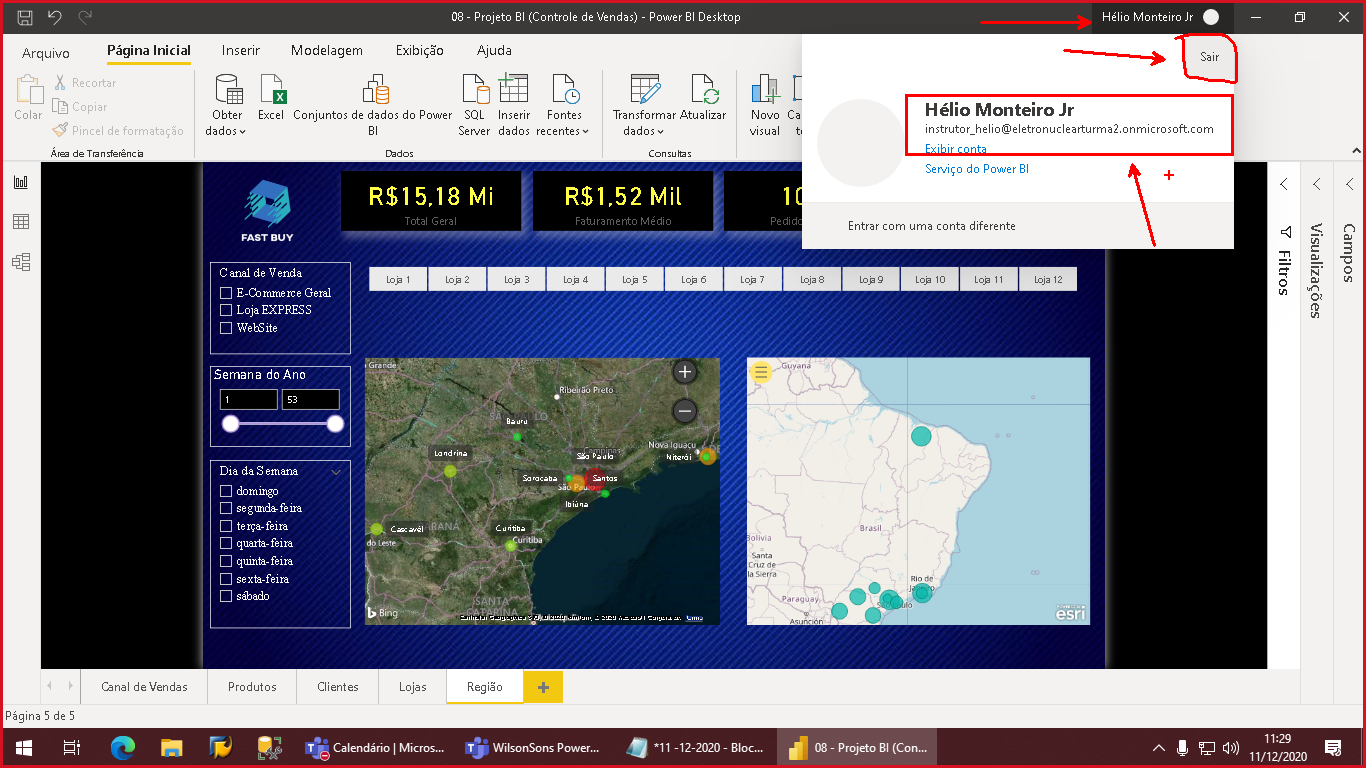 08 - Projeto BI (Controle de Vendas) - Power BI Desktop
Hélio Monteiro Jr
Arquivo
Página Inicial
Inserir
Modelagem
Exibição
Ajuda
Sair
Colar
Recortar
Copiar
Pincel de formatação
Área de Transferência
Obter dados
Excel
Conjuntos de dados do Power BI
SQL Server
Inserir dados
Fontes recentes
Dados
Transformar dados
Atualizar
Consultas
Novo visual
Hélio Monteiro Jr
instrutor_helio@eletronuclearturma2.onmicrosoft.com
Exibir conta
Serviço do Power BI
Entrar com uma conta diferente
FAST BUY
R$15,18 Mi
Total Geral
R$1,52 Mil
Faturamento Médio
10
Pedido
Filtros
Visualizações
Campos
Canal de Venda
E-Commerce Geral
Loja EXPRESS
WebSite
Loja 1
Loja 2
Loja 3
Loja 4
Loja 5
Loja 6
Loja 7
Loja 8
Loja 9
Loja 10
Loja 11
Loja 12
Semana do Ano
1
53
Dia da Semana
domingo
segunda-feira
terça-feira
quarta-feira
quinta-feira
sexta-feira
sábado
Grande
Ribeirão Preto
Bauru
Londrina
São Paulo
Nova Iguaçu
Niterói
Sorocaba
Santos
São Paulo
Ibiúna
Cascavel
Curitiba
Curitiba
do Leste
SANTA CATARINA
Bing
Guyana
Brasil
Bolivia
Santa Cruz de la Sierra
Paraguay
Asunción
Rio de Janeiro
São Paulo
esri
Canal de Vendas
Produtos
Clientes
Lojas
Região
Página 5 de 5
Calendário | Micros...
WilsonSons Power...
*11 -12-2020 - Bloc...
08 - Projeto BI (Con...
11:29
11/12/2020